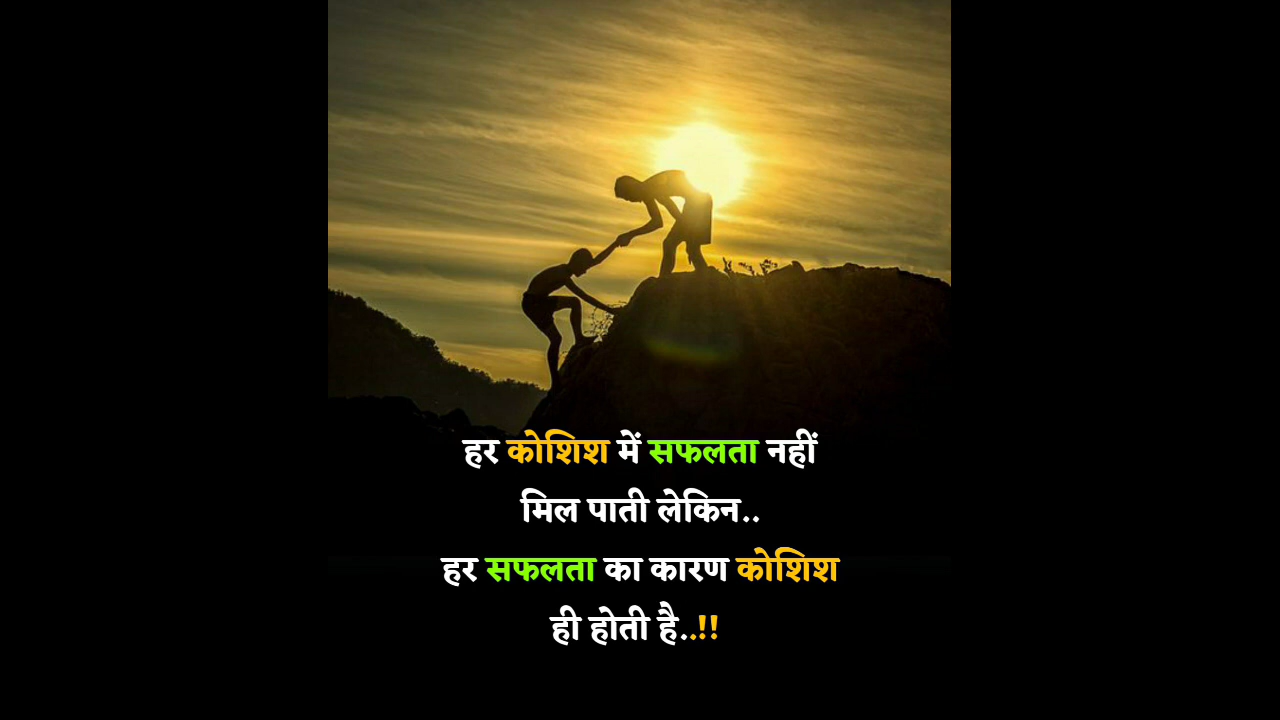 हर कोशिश में सफलता नहीं
मिल पाती लेकिन..
हर सफलता का कारण कोशिश
ही होती है..!!